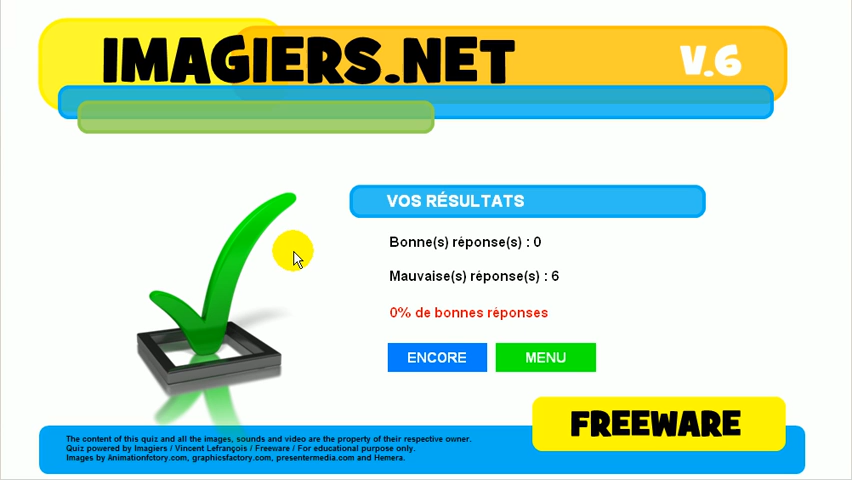 IMAGIERS.NET
V.6
VOS RÉSULTATS
Bonne(s) réponse(s) : 0
Mauvaise(s) réponse(s) : 6
0% de bonnes réponses
ENCORE
MENU
FREEWARE
The content of this quiz and all the images, sounds and video are the property of their respective owner.
Quiz powered by Imagiers / Vincent Lefrançois / Freeware / For educational purpose only.
Images by Animationfctory.com, graphicsfactory.com, presentermedia.com and Hemera.